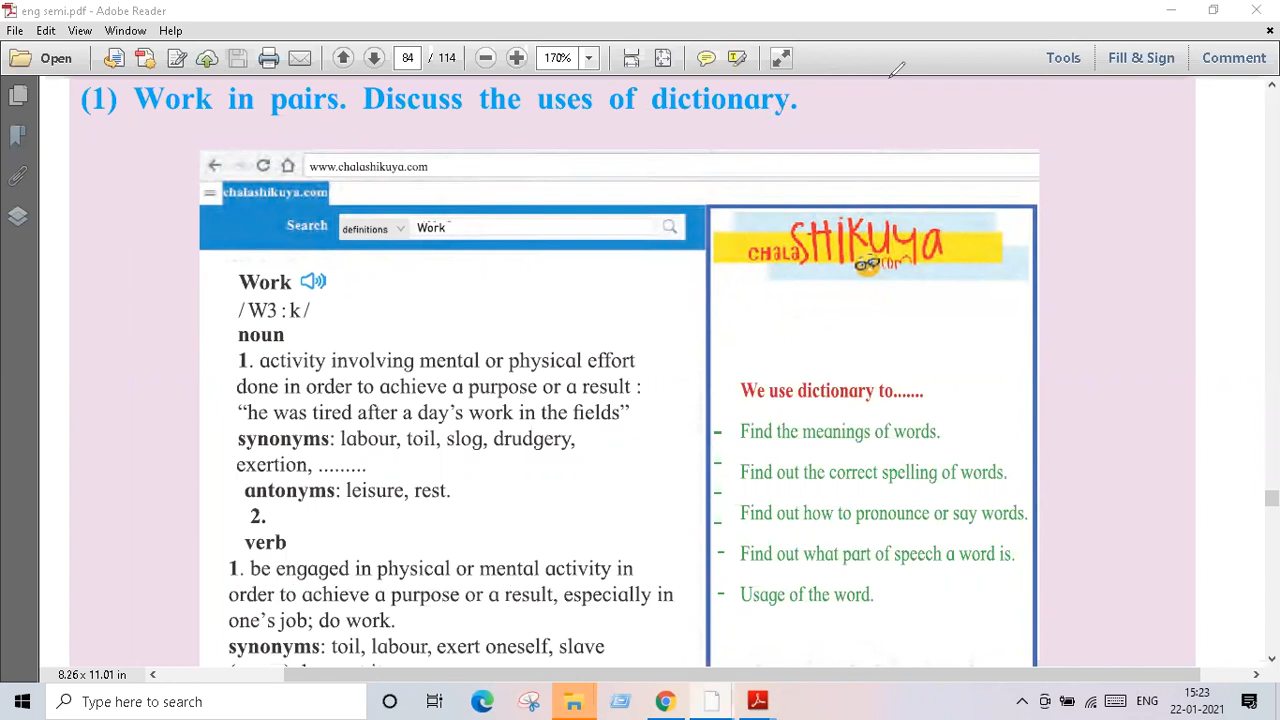 eng semi.pdf - Adobe Reader
File Edit View Window Help
Open 84 / 114 170% Tools Fill & Sign Comment
(1) Work in pairs. Discuss the uses of dictionary.
www.chalashikuya.com
chalashikuya.com
Search definitions Work
CHALA SHIKUYA
Work
/ W3 : k /
noun
1. activity involving mental or physical effort
done in order to achieve a purpose or a result :
“he was tired after a day’s work in the fields”
synonyms: labour, toil, slog, drudgery,
exertion, .........
antonyms: leisure, rest.
2.
verb
1. be engaged in physical or mental activity in
order to achieve a purpose or a result, especially in
one’s job; do work.
synonyms: toil, labour, exert oneself, slave
We use dictionary to.......
- Find the meanings of words.
- Find out the correct spelling of words.
- Find out how to pronounce or say words.
- Find out what part of speech a word is.
- Usage of the word.
8.26 x 11.01 in
Type here to search
ENG
15:23
22-01-2021